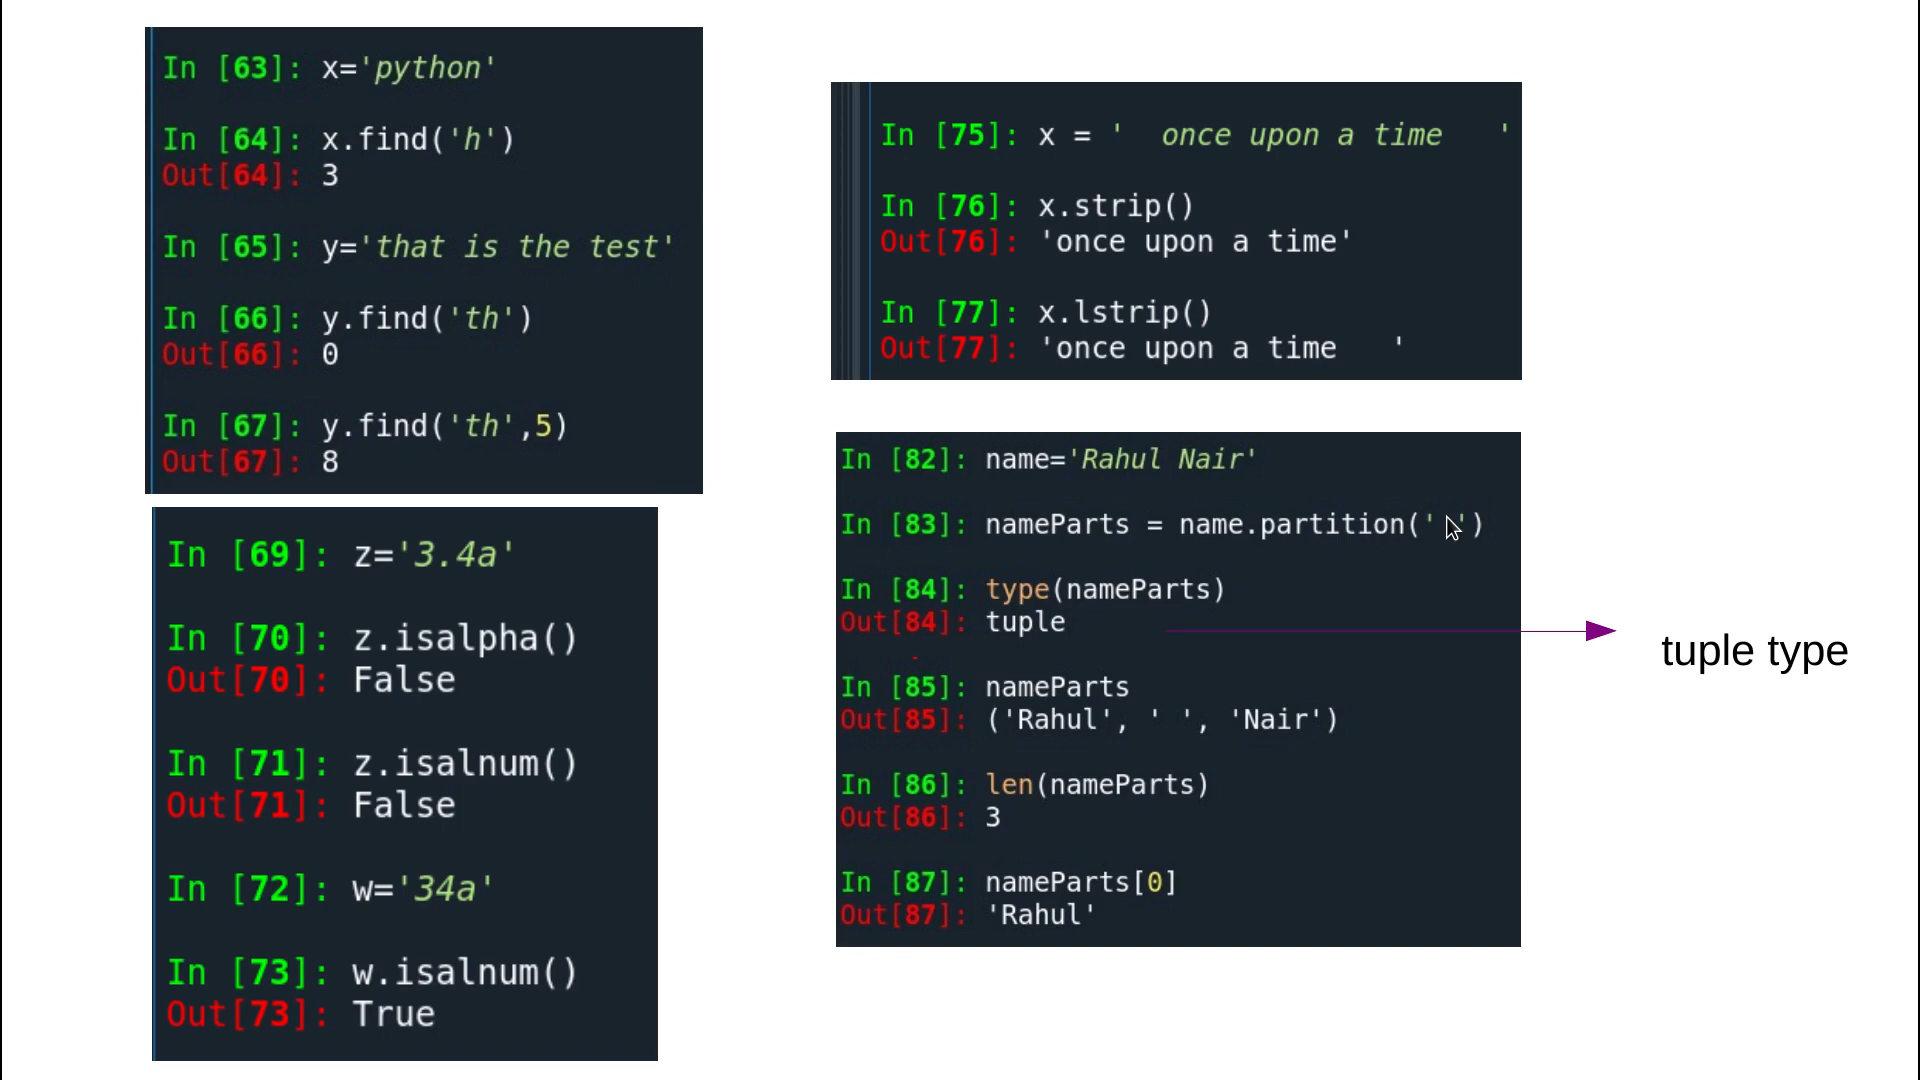 In [63]: x='python'
In [64]: x.find('h')
Out[64]: 3
In [65]: y='that is the test'
In [66]: y.find('th')
Out[66]: 0
In [67]: y.find('th',5)
Out[67]: 8
In [69]: z='3.4a'
In [70]: z.isalpha()
Out[70]: False
In [71]: z.isalnum()
Out[71]: False
In [72]: w='34a'
In [73]: w.isalnum()
Out[73]: True
In [75]: x = '  once upon a time   '
In [76]: x.strip()
Out[76]: 'once upon a time'
In [77]: x.lstrip()
Out[77]: 'once upon a time   '
In [82]: name='Rahul Nair'
In [83]: nameParts = name.partition(' ')
In [84]: type(nameParts)
Out[84]: tuple
In [85]: nameParts
Out[85]: ('Rahul', ' ', 'Nair')
In [86]: len(nameParts)
Out[86]: 3
In [87]: nameParts[0]
Out[87]: 'Rahul'
tuple type